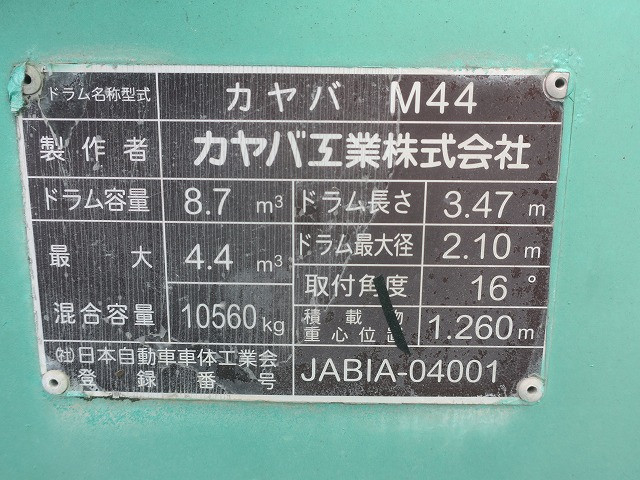 ドラム名称型式 カヤバ M44
製作者 カヤバ工業株式会社
ドラム容量 8.7 m³ ドラム長さ 3.47 m
最大 4.4 m³ ドラム最大径 2.10 m
取付角度 16°
混合容量 10560kg 積載物
重心位置 1.260m
(社)日本自動車車体工業会
登録番号 JABIA-04001